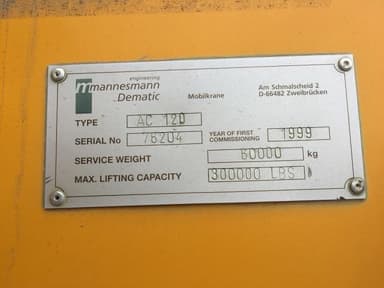 engineering
mannesmann
Dematic
Mobilkrane
Am Schmalscheid 2
D-66482 Zweibrücken
TYPE AC 120
SERIAL No 76204 YEAR OF FIRST COMMISSIONING 1999
SERVICE WEIGHT 60000 kg
MAX. LIFTING CAPACITY 300000 LBS